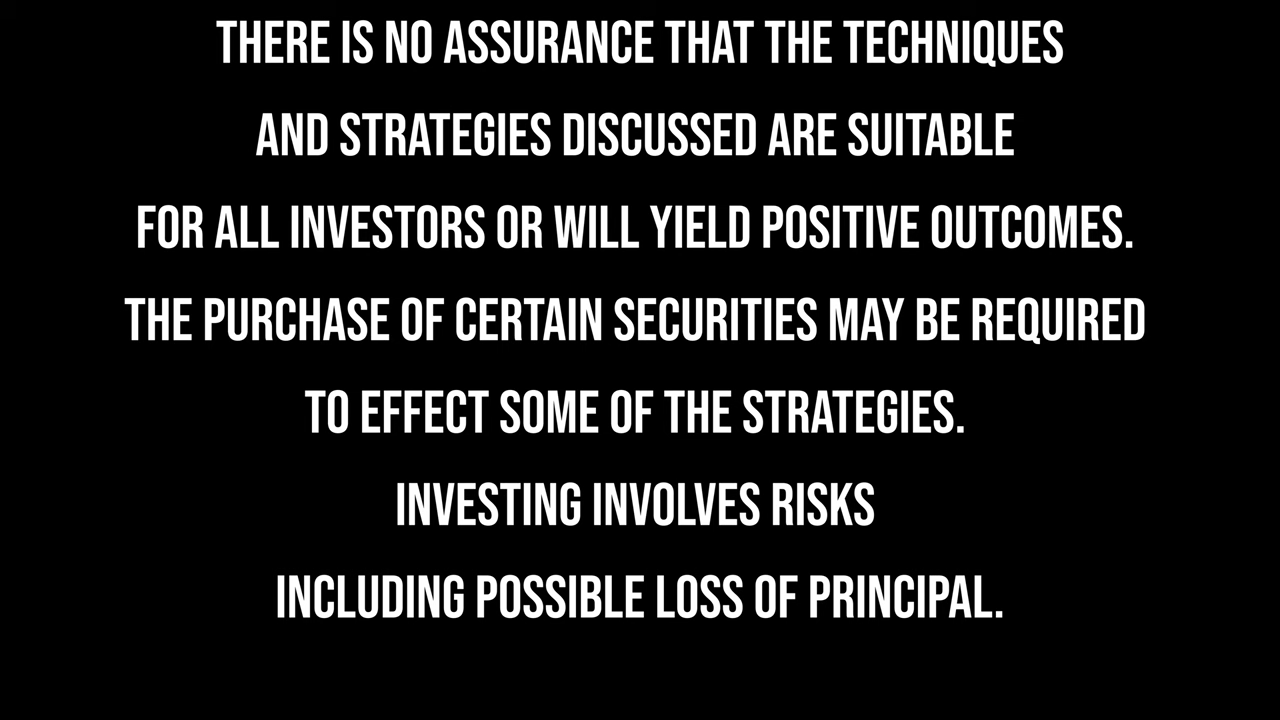 THERE IS NO ASSURANCE THAT THE TECHNIQUES
AND STRATEGIES DISCUSSED ARE SUITABLE
FOR ALL INVESTORS OR WILL YIELD POSITIVE OUTCOMES.
THE PURCHASE OF CERTAIN SECURITIES MAY BE REQUIRED
TO EFFECT SOME OF THE STRATEGIES.
INVESTING INVOLVES RISKS
INCLUDING POSSIBLE LOSS OF PRINCIPAL.